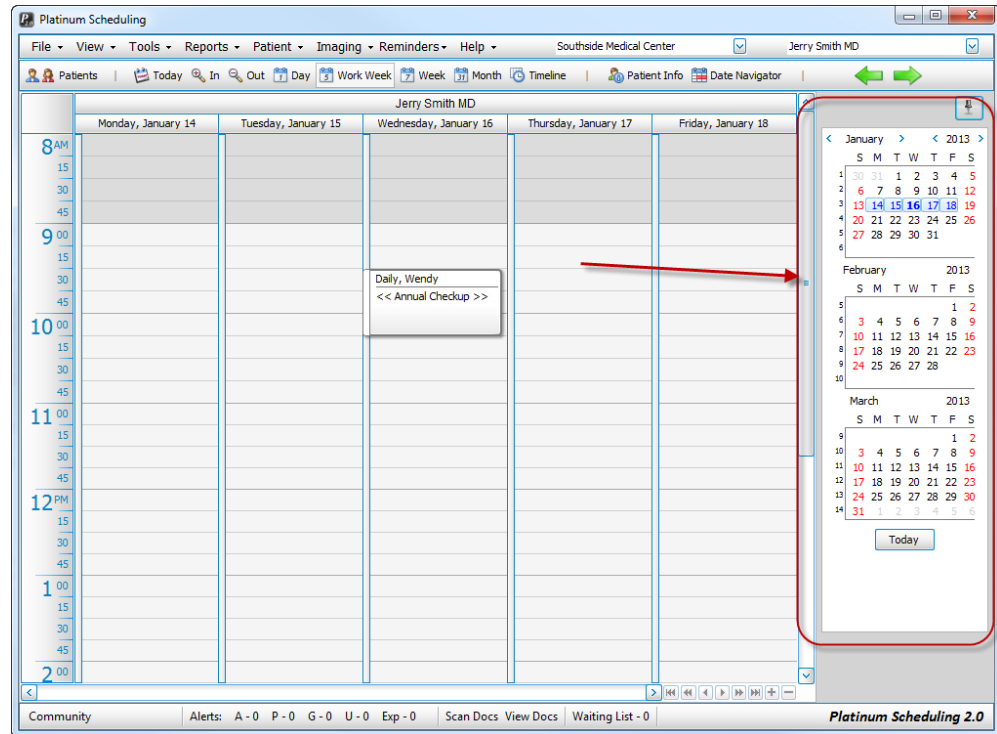 Platinum Scheduling
File View Tools Reports Patient Imaging Reminders Help Southside Medical Center Jerry Smith MD
Patients | Today In Out Day Work Week Week Month Timeline | Patient Info Date Navigator |
Jerry Smith MD
Monday, January 14 Tuesday, January 15 Wednesday, January 16 Thursday, January 17 Friday, January 18
8 AM
15
30
45
9 00
15
30
45
10 00
15
30
45
11 00
15
30
45
12 PM
15
30
45
1 00
15
30
45
2 00
Daily, Wendy
<< Annual Checkup >>
< January > < 2013 >
S M T W T F S
1 30 31 1 2 3 4 5
2 6 7 8 9 10 11 12
3 13 14 15 16 17 18 19
4 20 21 22 23 24 25 26
5 27 28 29 30 31
6
February 2013
S M T W T F S
5 1 2
6 3 4 5 6 7 8 9
7 10 11 12 13 14 15 16
8 17 18 19 20 21 22 23
9 24 25 26 27 28
10
March 2013
S M T W T F S
9 1 2
10 3 4 5 6 7 8 9
11 10 11 12 13 14 15 16
12 17 18 19 20 21 22 23
13 24 25 26 27 28 29 30
14 31 1 2 3 4 5 6
Today
Community Alerts: A - 0 P - 0 G - 0 U - 0 Exp - 0 Scan Docs View Docs Waiting List - 0 Platinum Scheduling 2.0